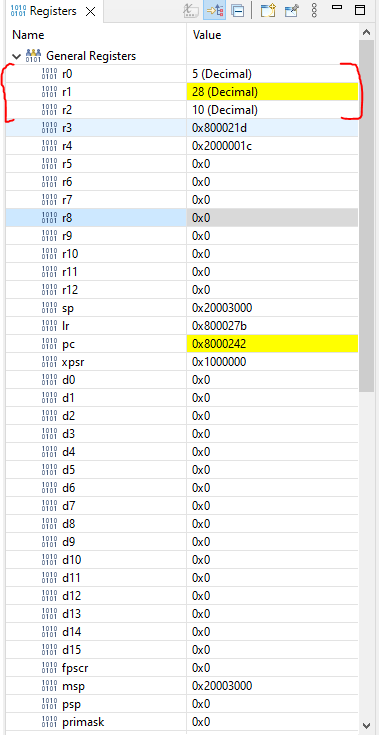 Registers
Name Value
General Registers
r0 5 (Decimal)
r1 28 (Decimal)
r2 10 (Decimal)
r3 0x800021d
r4 0x2000001c
r5 0x0
r6 0x0
r7 0x0
r8 0x0
r9 0x0
r10 0x0
r11 0x0
r12 0x0
sp 0x20003000
lr 0x800027b
pc 0x8000242
xpsr 0x1000000
d0 0x0
d1 0x0
d2 0x0
d3 0x0
d4 0x0
d5 0x0
d6 0x0
d7 0x0
d8 0x0
d9 0x0
d10 0x0
d11 0x0
d12 0x0
d13 0x0
d14 0x0
d15 0x0
fpscr 0x0
msp 0x20003000
psp 0x0
primask 0x0